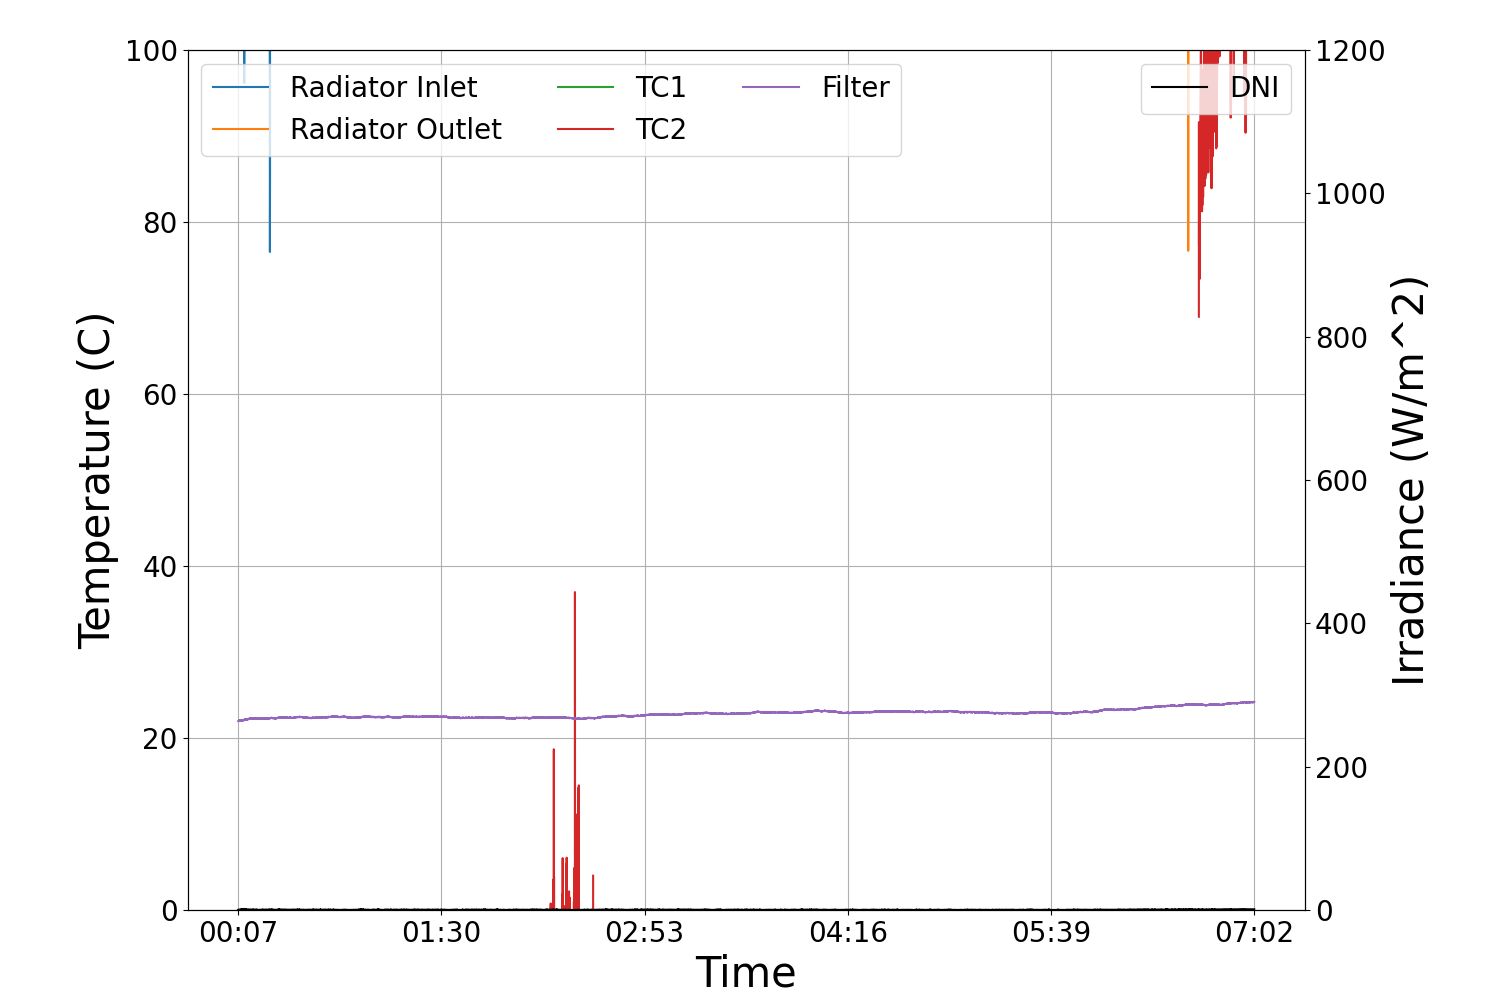 100
80
60
40
20
0
Temperature (C)
Radiator Inlet
Radiator Outlet
TC1
TC2
Filter
DNI
1200
1000
800
600
400
200
0
Irradiance (W/m^2)
00:07 01:30 02:53 04:16 05:39 07:02
Time